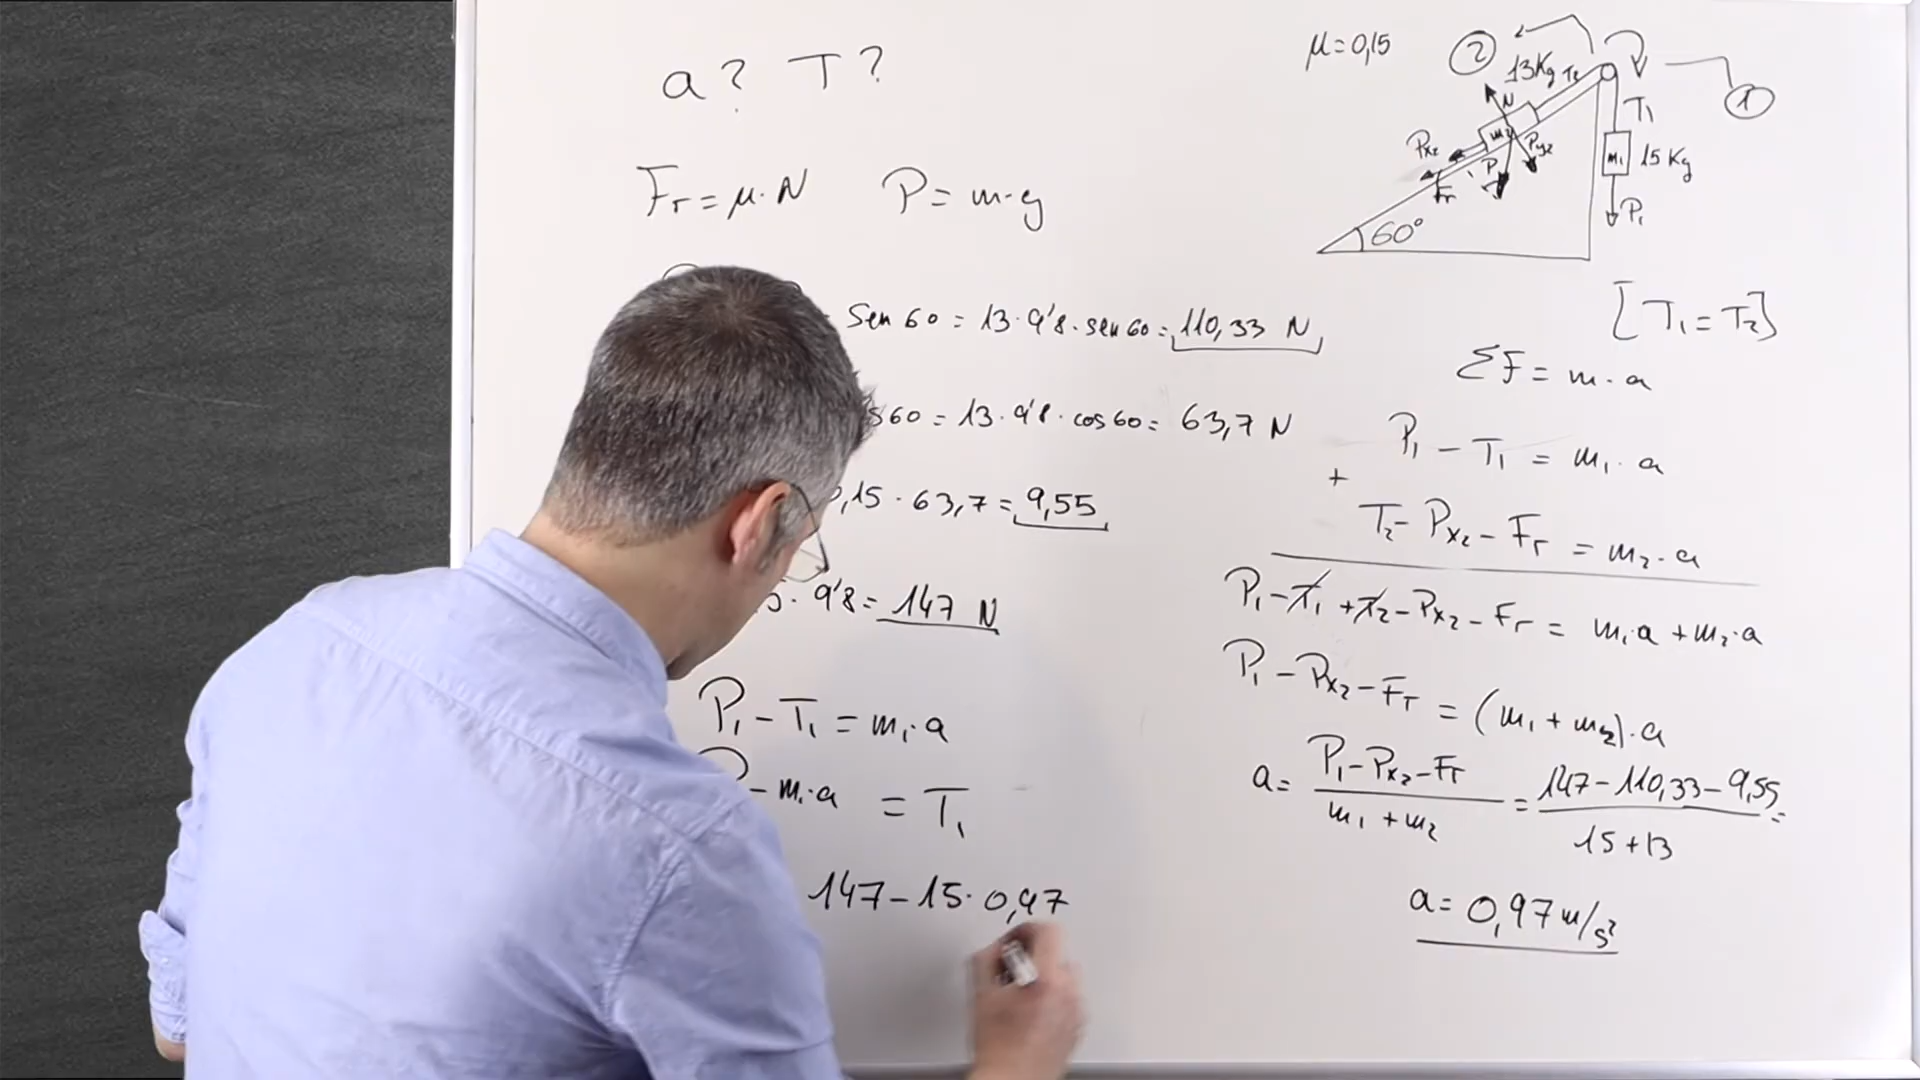 a? T?
Fr = μ·N P = m·g
Sen 60 = 13·9'8·sen 60 = 110,33 N
s60 = 13·9'8·cos 60 = 63,7 N
,15·63,7 = 9,55
5·9'8 = 147 N
P1 - T1 = m1·a
- m1·a = T1
147 - 15·0,97
μ = 0,15
2
13Kg T2
N
m2
Px2
Py2
P
Fr
60°
1
T1
m1 15 Kg
P1
[T1 = T2]
ΣF = m·a
P1 - T1 = m1·a
+
T2 - Px2 - Fr = m2·a
P1 - T1 + T2 - Px2 - Fr = m1·a + m2·a
P1 - Px2 - Fr = (m1 + m2)·a
a = P1 - Px2 - Fr / m1 + m2 = 147 - 110,33 - 9,55 / 15 + 13 =
a = 0,97 m/s²